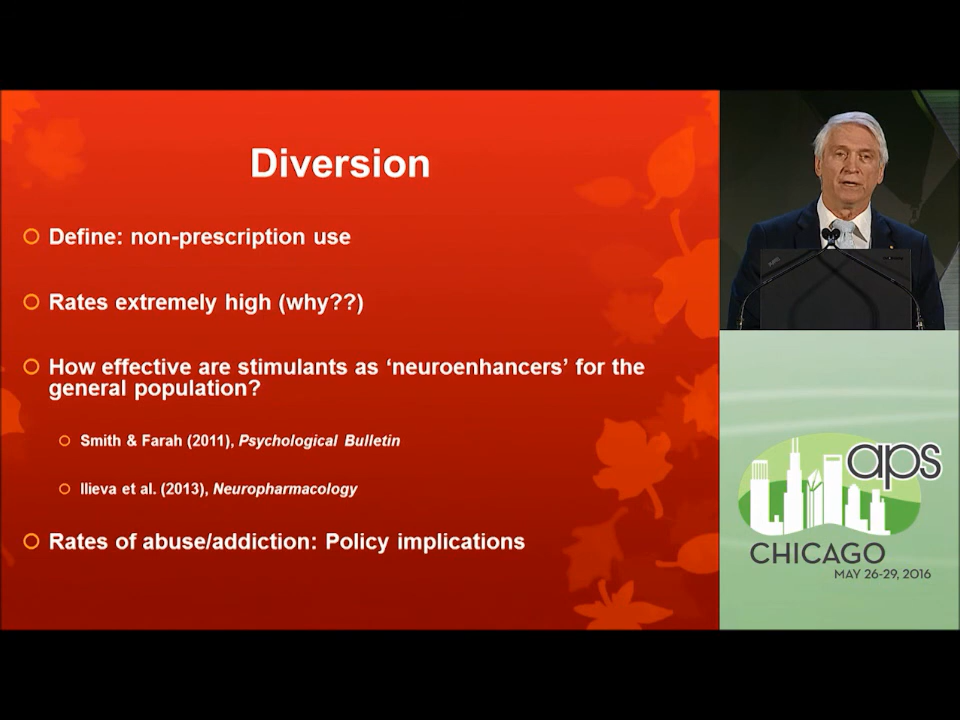 Diversion
Define: non-prescription use
Rates extremely high (why??)
How effective are stimulants as ‘neuroenhancers’ for the
general population?
Smith & Farah (2011), Psychological Bulletin
Ilieva et al. (2013), Neuropharmacology
Rates of abuse/addiction: Policy implications
aps
CHICAGO
MAY 26-29, 2016